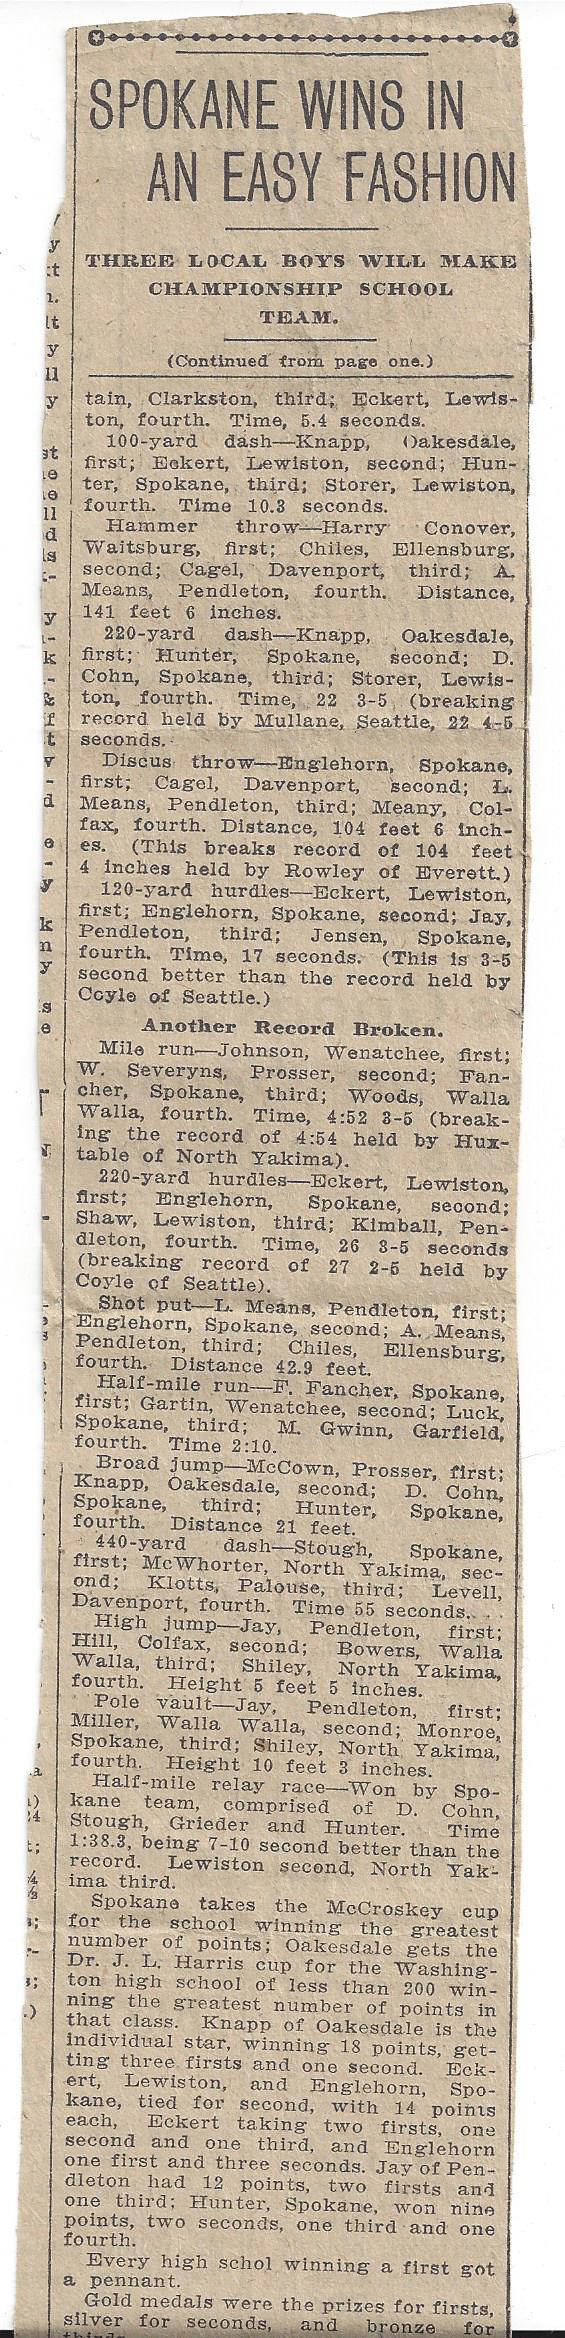 SPOKANE WINS IN
AN EASY FASHION
THREE LOCAL BOYS WILL MAKE
CHAMPIONSHIP SCHOOL
TEAM.
(Continued from page one.)
tain, Clarkston, third; Eckert, Lewis-
ton, fourth. Time, 5.4 seconds.
100-yard dash—Knapp, Oakesdale,
first; Eckert, Lewiston, second; Hun-
ter, Spokane, third; Storer, Lewiston,
fourth. Time 10.3 seconds.
Hammer throw—Harry Conover,
Waitsburg, first; Chiles, Ellensburg,
second; Cagel, Davenport, third; A.
Means, Pendleton, fourth. Distance,
141 feet 6 inches.
220-yard dash—Knapp, Oakesdale,
first; Hunter, Spokane, second; D.
Cohn, Spokane, third; Storer, Lewis-
ton, fourth. Time, 22 3-5 (breaking
record held by Mullane, Seattle, 22 4-5
seconds.
Discus throw—Englehorn, Spokane,
first; Cagel, Davenport, second; L.
Means, Pendleton, third; Meany, Col-
fax, fourth. Distance, 104 feet 6 inch-
es. (This breaks record of 104 feet
4 inches held by Rowley of Everett.)
120-yard hurdles—Eckert, Lewiston,
first; Englehorn, Spokane, second; Jay,
Pendleton, third; Jensen, Spokane,
fourth. Time, 17 seconds. (This is 3-5
second better than the record held by
Coyle of Seattle.)
Another Record Broken.
Mile run—Johnson, Wenatchee, first;
W. Severyns, Prosser, second; Fan-
cher, Spokane, third; Woods, Walla
Walla, fourth. Time, 4:52 3-5 (break-
ing the record of 4:54 held by Hux-
table of North Yakima).
220-yard hurdles—Eckert, Lewiston,
first; Englehorn, Spokane, second;
Shaw, Lewiston, third; Kimball, Pen-
dleton, fourth. Time, 26 3-5 seconds
(breaking record of 27 2-5 held by
Coyle of Seattle).
Shot put—L. Means, Pendleton, first;
Englehorn, Spokane, second; A. Means,
Pendleton, third; Chiles, Ellensburg,
fourth. Distance 42.9 feet.
Half-mile run—F. Fancher, Spokane,
first; Gartin, Wenatchee, second; Luck,
Spokane, third; M. Gwinn, Garfield,
fourth. Time 2:10.
Broad jump—McCown, Prosser, first;
Knapp, Oakesdale, second; D. Cohn,
Spokane, third; Hunter, Spokane,
fourth. Distance 21 feet.
440-yard dash—Stough, Spokane,
first; McWhorter, North Yakima, sec-
ond; Klotts, Palouse, third; Levell,
Davenport, fourth. Time 55 seconds....
High jump—Jay, Pendleton, first;
Hill, Colfax, second; Bowers, Walla
Walla, third; Shiley, North Yakima,
fourth. Height 5 feet 5 inches.
Pole vault—Jay, Pendleton, first;
Miller, Walla Walla, second; Monroe,
Spokane, third; Shiley, North Yakima,
fourth. Height 10 feet 3 inches.
Half-mile relay race—Won by Spo-
kane team, comprised of D. Cohn,
Stough, Grieder and Hunter. Time
1:38.3, being 7-10 second better than the
record. Lewiston second, North Yak-
ima third.
Spokane takes the McCroskey cup
for the school winning the greatest
number of points; Oakesdale gets the
Dr. J. L. Harris cup for the Washing-
ton high school of less than 200 win-
ning the greatest number of points in
that class. Knapp of Oakesdale is the
individual star, winning 18 points, get-
ting three firsts and one second. Eck-
ert, Lewiston, and Englehorn, Spo-
kane, tied for second, with 14 points
each, Eckert taking two firsts, one
second and one third, and Englehorn
one first and three seconds. Jay of Pen-
dleton had 12 points, two firsts and
one third; Hunter, Spokane, won nine
points, two seconds, one third and one
fourth.
Every high schol winning a first got
a pennant.
Gold medals were the prizes for firsts,
silver for seconds, and bronze for